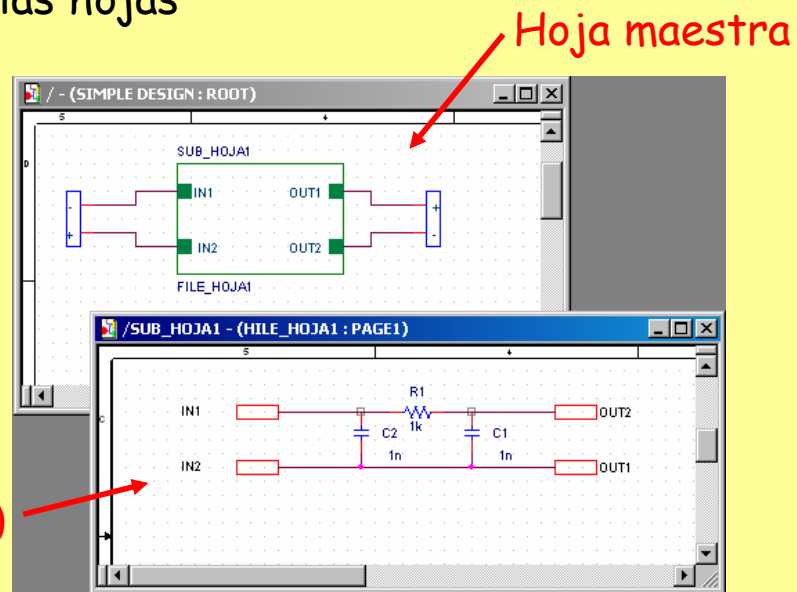 las hojas
Hoja maestra
/ - (SIMPLE DESIGN : ROOT)
5 4
D
SUB_HOJA1
IN1 OUT1
- +
IN2 OUT2
+ -
FILE_HOJA1
/SUB_HOJA1 - (HILE_HOJA1 : PAGE1)
5 4
C
R1
IN1 OUT2
1k
C2 C1
1n 1n
IN2 OUT1
)